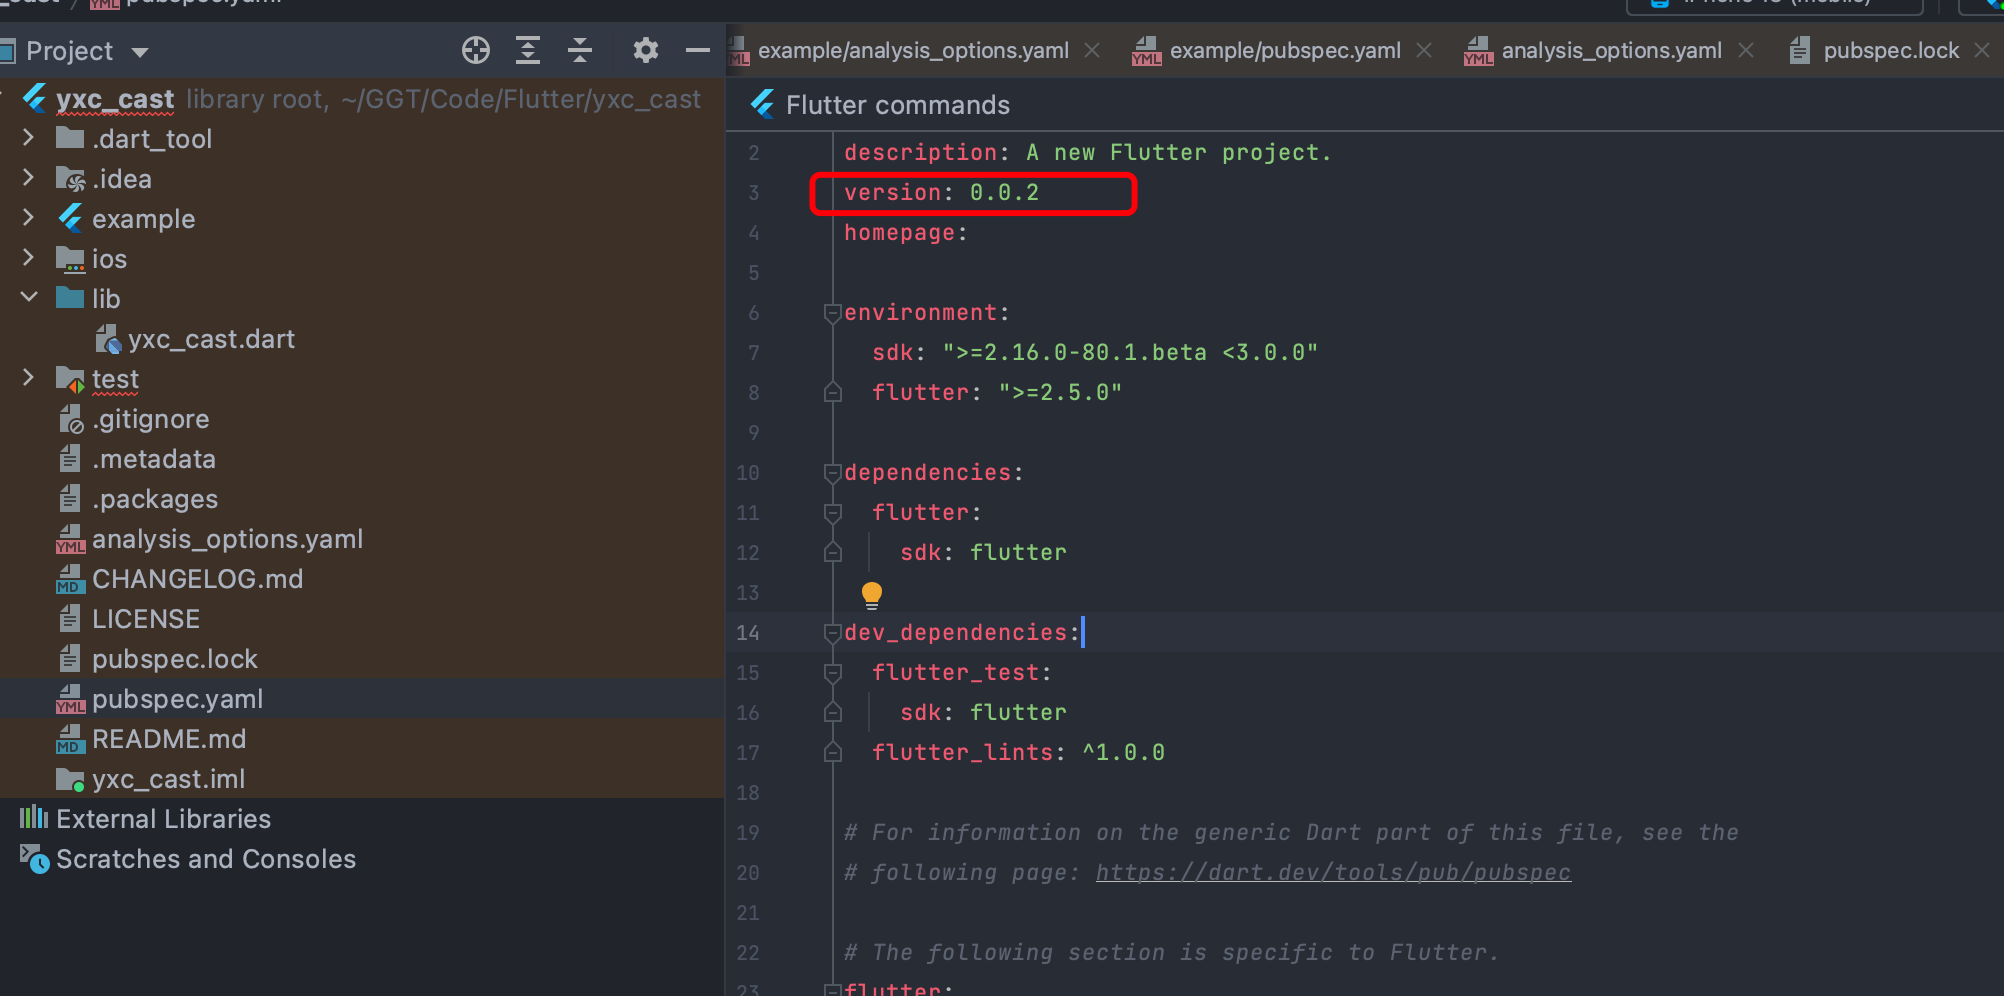 pubspec.yaml
Project
example/analysis_options.yaml
example/pubspec.yaml
analysis_options.yaml
pubspec.lock
yxc_cast library root, ~/GGT/Code/Flutter/yxc_cast
.dart_tool
.idea
example
ios
lib
yxc_cast.dart
test
.gitignore
.metadata
.packages
YML analysis_options.yaml
MD CHANGELOG.md
LICENSE
pubspec.lock
YML pubspec.yaml
MD README.md
yxc_cast.iml
External Libraries
Scratches and Consoles
Flutter commands
2 description: A new Flutter project.
3 version: 0.0.2
4 homepage:
5
6 environment:
7 sdk: ">=2.16.0-80.1.beta <3.0.0"
8 flutter: ">=2.5.0"
9
10 dependencies:
11 flutter:
12 sdk: flutter
13
14 dev_dependencies:
15 flutter_test:
16 sdk: flutter
17 flutter_lints: ^1.0.0
18
19 # For information on the generic Dart part of this file, see the
20 # following page: https://dart.dev/tools/pub/pubspec
21
22 # The following section is specific to Flutter.
23 flutter: